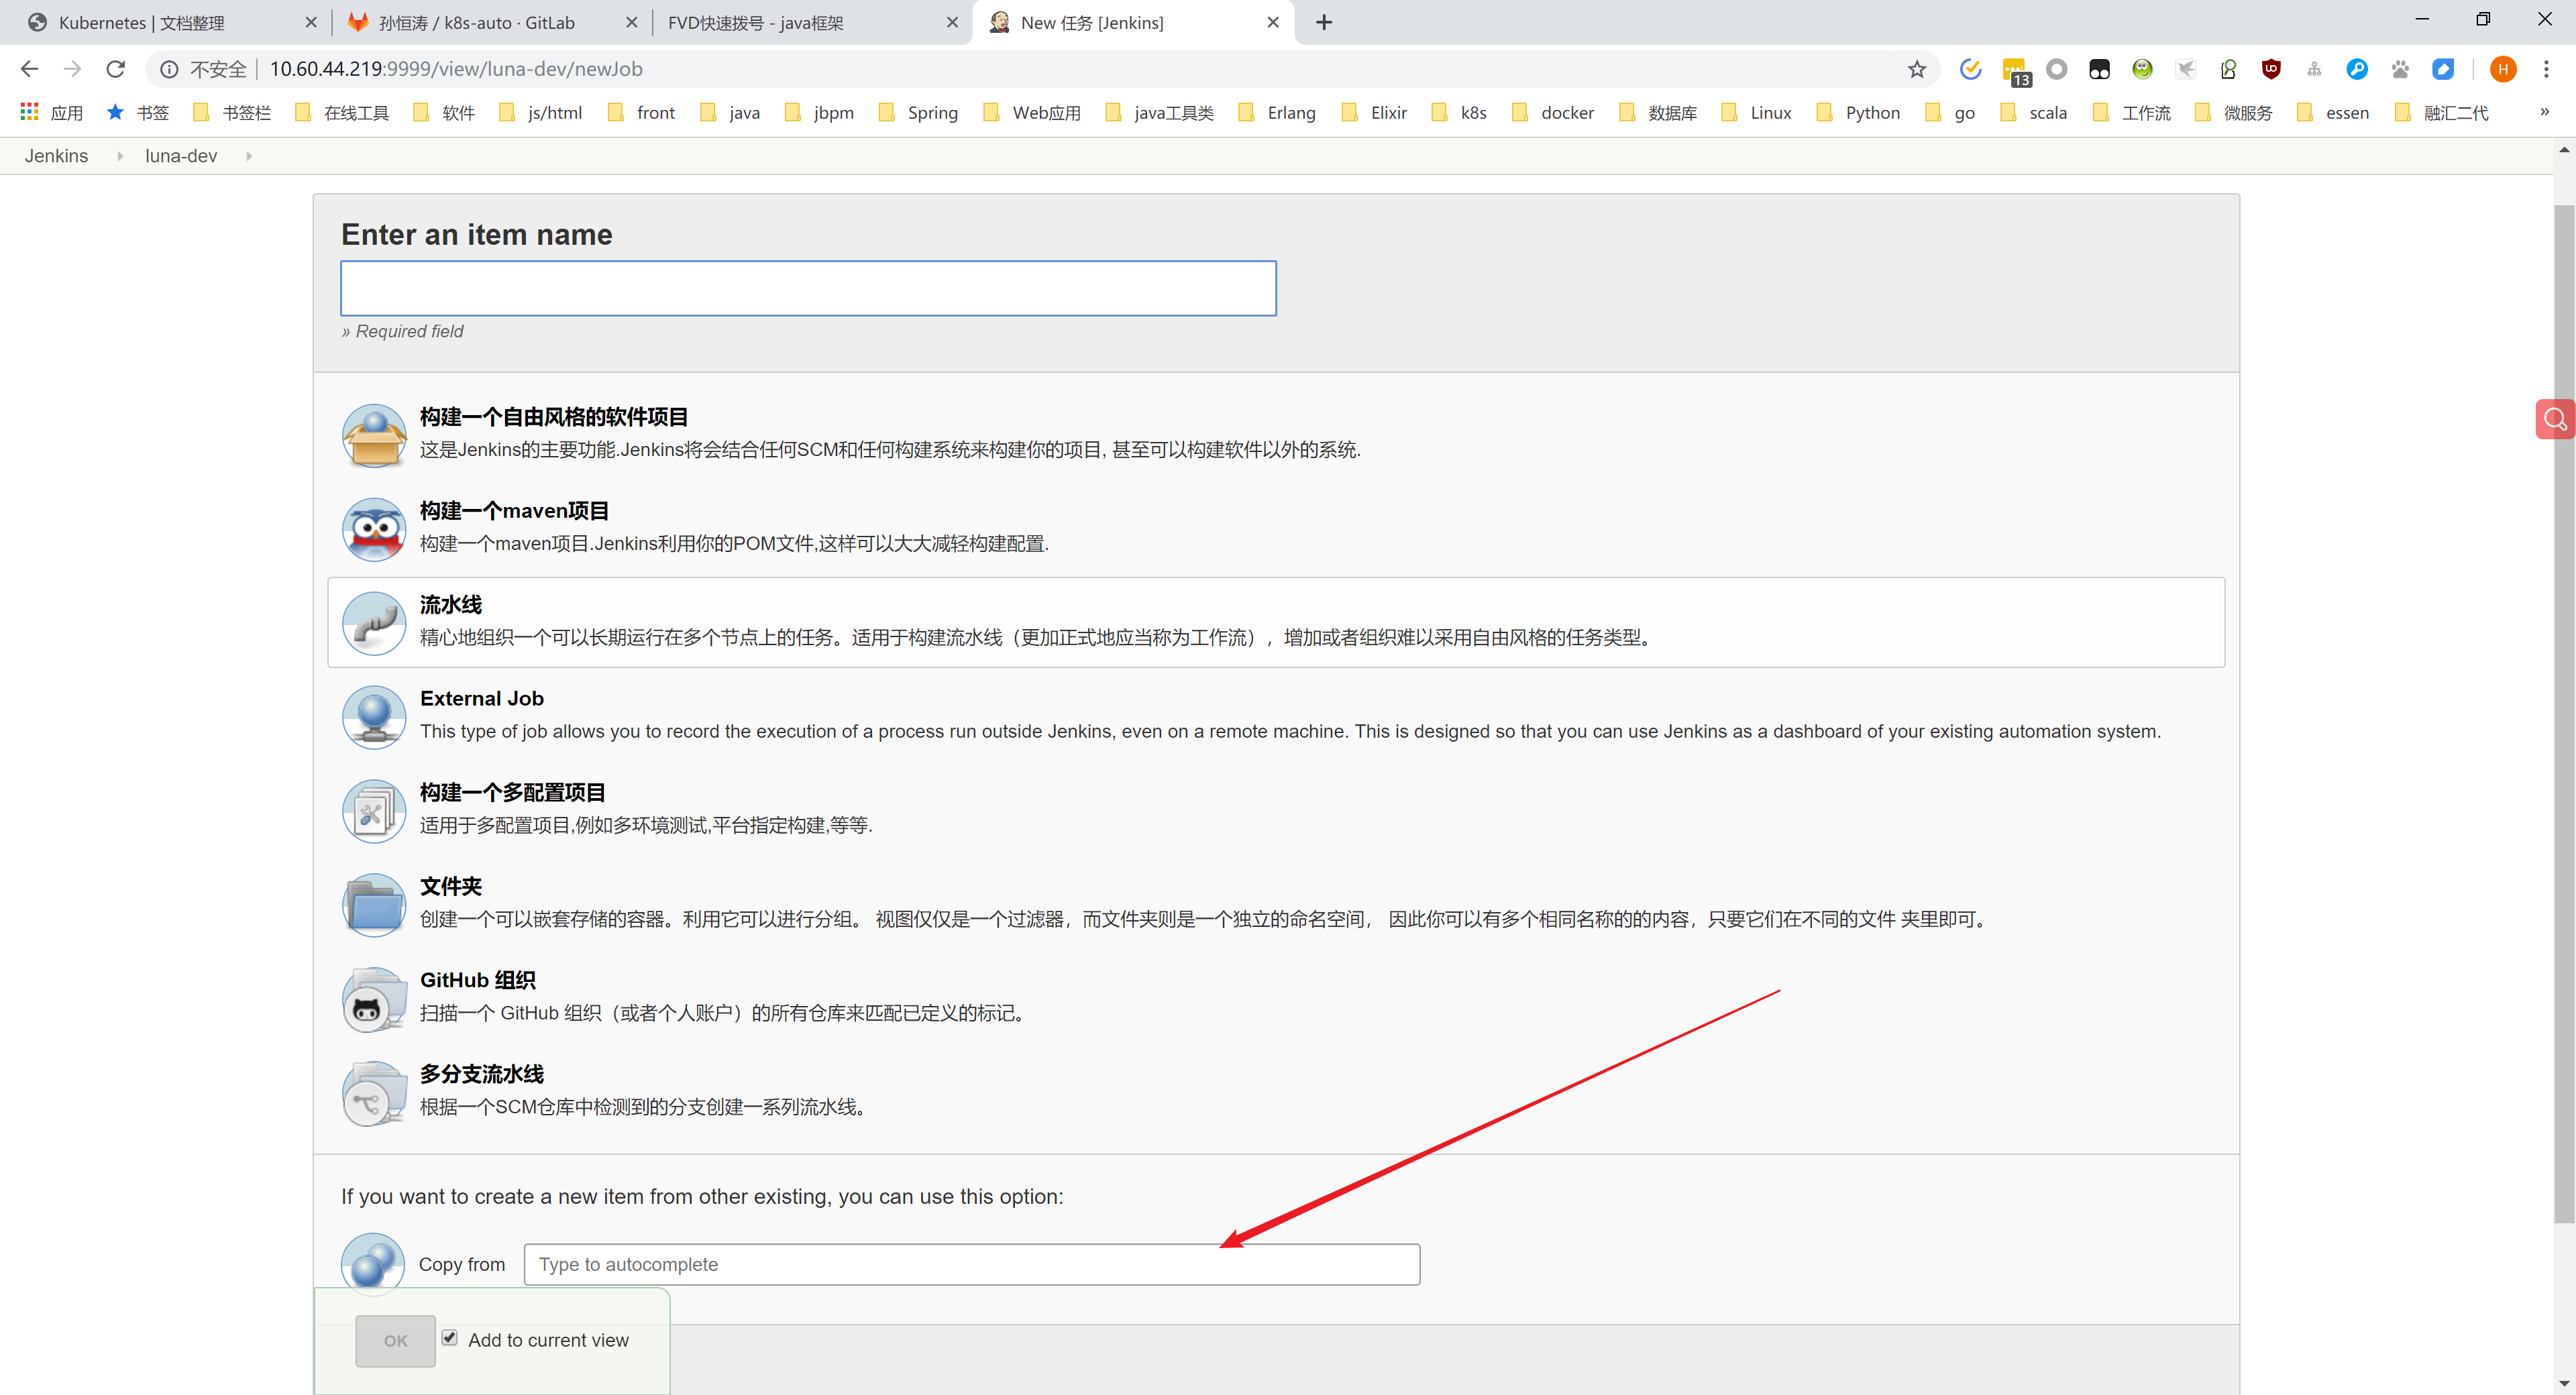 Kubernetes | 文档整理
孙恒涛 / k8s-auto · GitLab
FVD快速拨号 - java框架
New 任务 [Jenkins]
不安全 | 10.60.44.219:9999/view/luna-dev/newJob
13
H
应用 书签 书签栏 在线工具 软件 js/html front java jbpm Spring Web应用 java工具类 Erlang Elixir k8s docker 数据库 Linux Python go scala 工作流 微服务 essen 融汇二代 »
Jenkins luna-dev
Enter an item name
» Required field
构建一个自由风格的软件项目
这是Jenkins的主要功能.Jenkins将会结合任何SCM和任何构建系统来构建你的项目, 甚至可以构建软件以外的系统.
构建一个maven项目
构建一个maven项目.Jenkins利用你的POM文件,这样可以大大减轻构建配置.
流水线
精心地组织一个可以长期运行在多个节点上的任务。适用于构建流水线（更加正式地应当称为工作流），增加或者组织难以采用自由风格的任务类型。
External Job
This type of job allows you to record the execution of a process run outside Jenkins, even on a remote machine. This is designed so that you can use Jenkins as a dashboard of your existing automation system.
构建一个多配置项目
适用于多配置项目,例如多环境测试,平台指定构建,等等.
文件夹
创建一个可以嵌套存储的容器。利用它可以进行分组。 视图仅仅是一个过滤器，而文件夹则是一个独立的命名空间， 因此你可以有多个相同名称的的内容，只要它们在不同的文件 夹里即可。
GitHub 组织
扫描一个 GitHub 组织（或者个人账户）的所有仓库来匹配已定义的标记。
多分支流水线
根据一个SCM仓库中检测到的分支创建一系列流水线。
If you want to create a new item from other existing, you can use this option:
Copy from Type to autocomplete
OK Add to current view